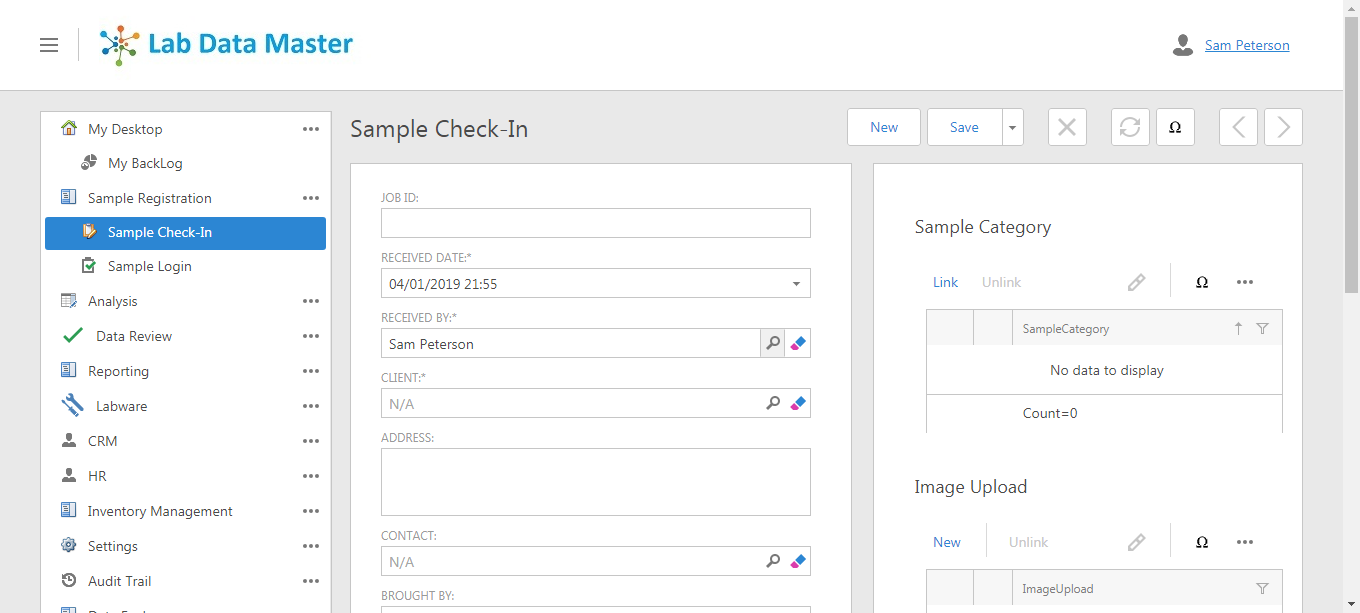 Lab Data Master
Sam Peterson
My Desktop
My BackLog
Sample Registration
Sample Check-In
Sample Login
Analysis
Data Review
Reporting
Labware
CRM
HR
Inventory Management
Settings
Audit Trail
Sample Check-In
New
Save
Ω
JOB ID:
RECEIVED DATE:*
04/01/2019 21:55
RECEIVED BY:*
Sam Peterson
CLIENT:*
N/A
ADDRESS:
CONTACT:
N/A
BROUGHT BY:
Sample Category
Link Unlink Ω
SampleCategory
No data to display
Count=0
Image Upload
New Unlink Ω
ImageUpload